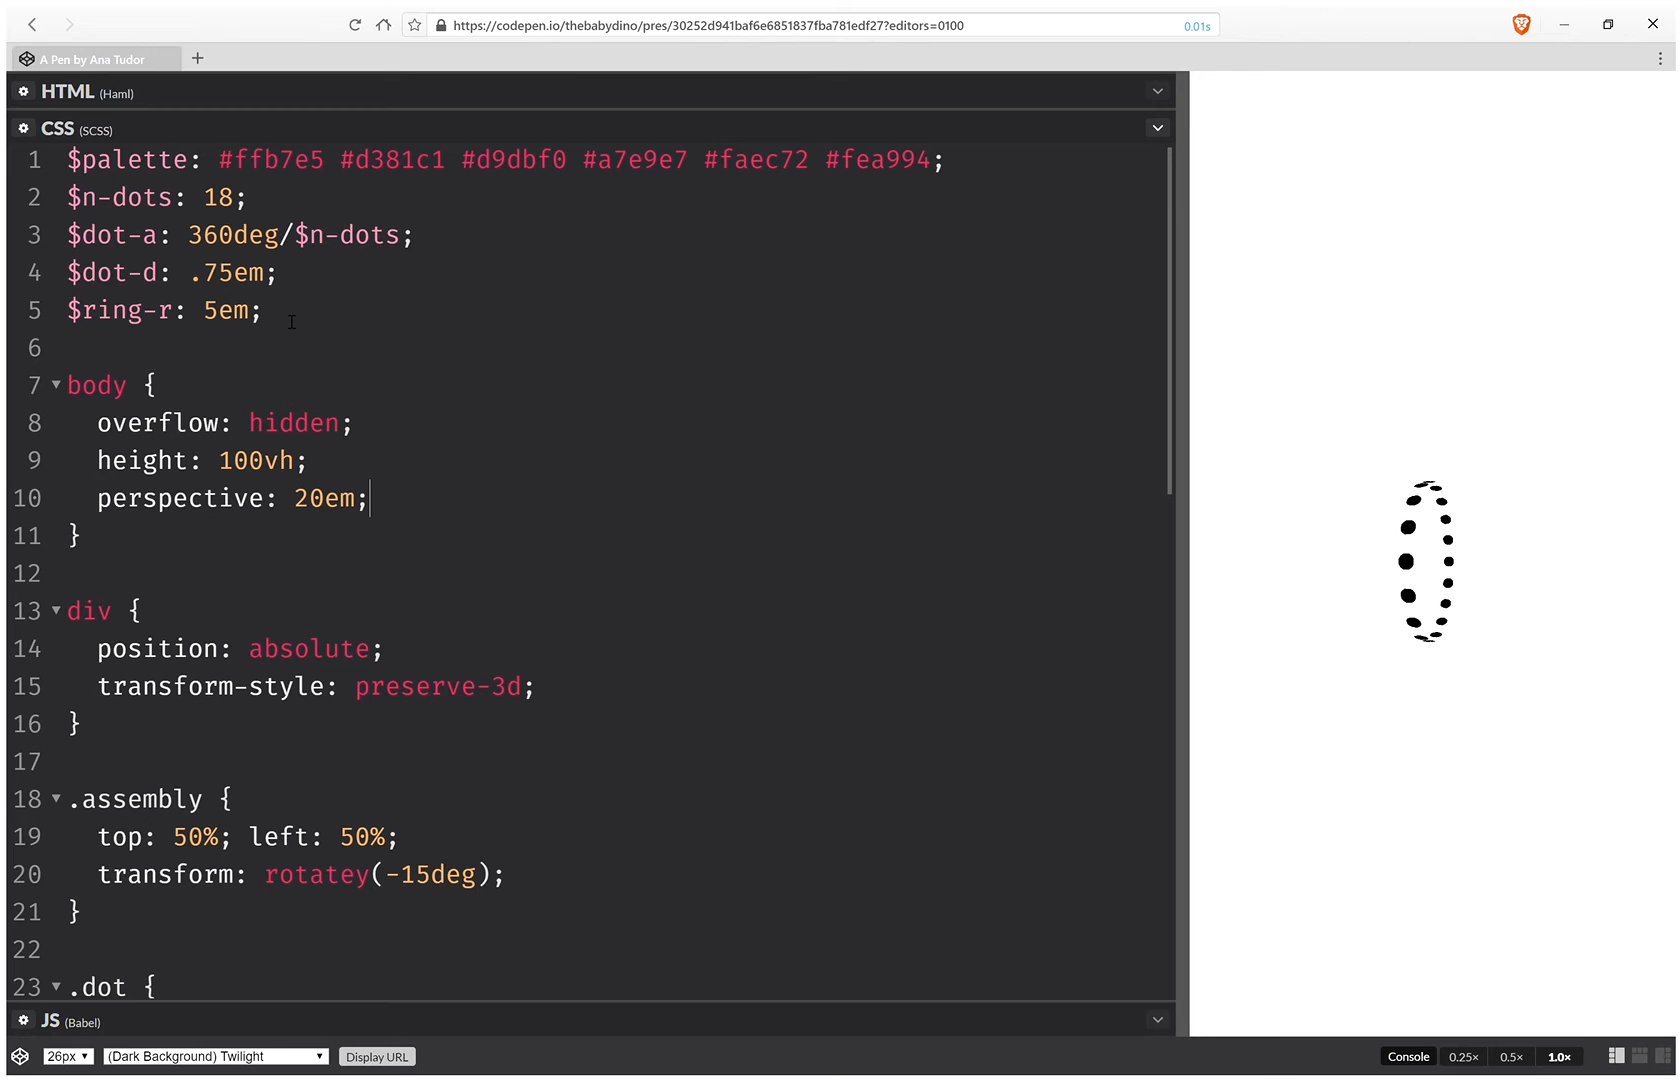 https://codepen.io/thebabydino/pres/30252d941baf6e6851837fba781edf27?editors=0100
0.01s
A Pen by Ana Tudor
HTML (Haml)
CSS (SCSS)
1 $palette: #ffb7e5 #d381c1 #d9dbf0 #a7e9e7 #faec72 #fea994;
2 $n-dots: 18;
3 $dot-a: 360deg/$n-dots;
4 $dot-d: .75em;
5 $ring-r: 5em;
6
7 body {
8 overflow: hidden;
9 height: 100vh;
10 perspective: 20em;
11 }
12
13 div {
14 position: absolute;
15 transform-style: preserve-3d;
16 }
17
18 .assembly {
19 top: 50%; left: 50%;
20 transform: rotatey(-15deg);
21 }
22
23 .dot {
JS (Babel)
26px (Dark Background) Twilight Display URL Console 0.25× 0.5× 1.0×